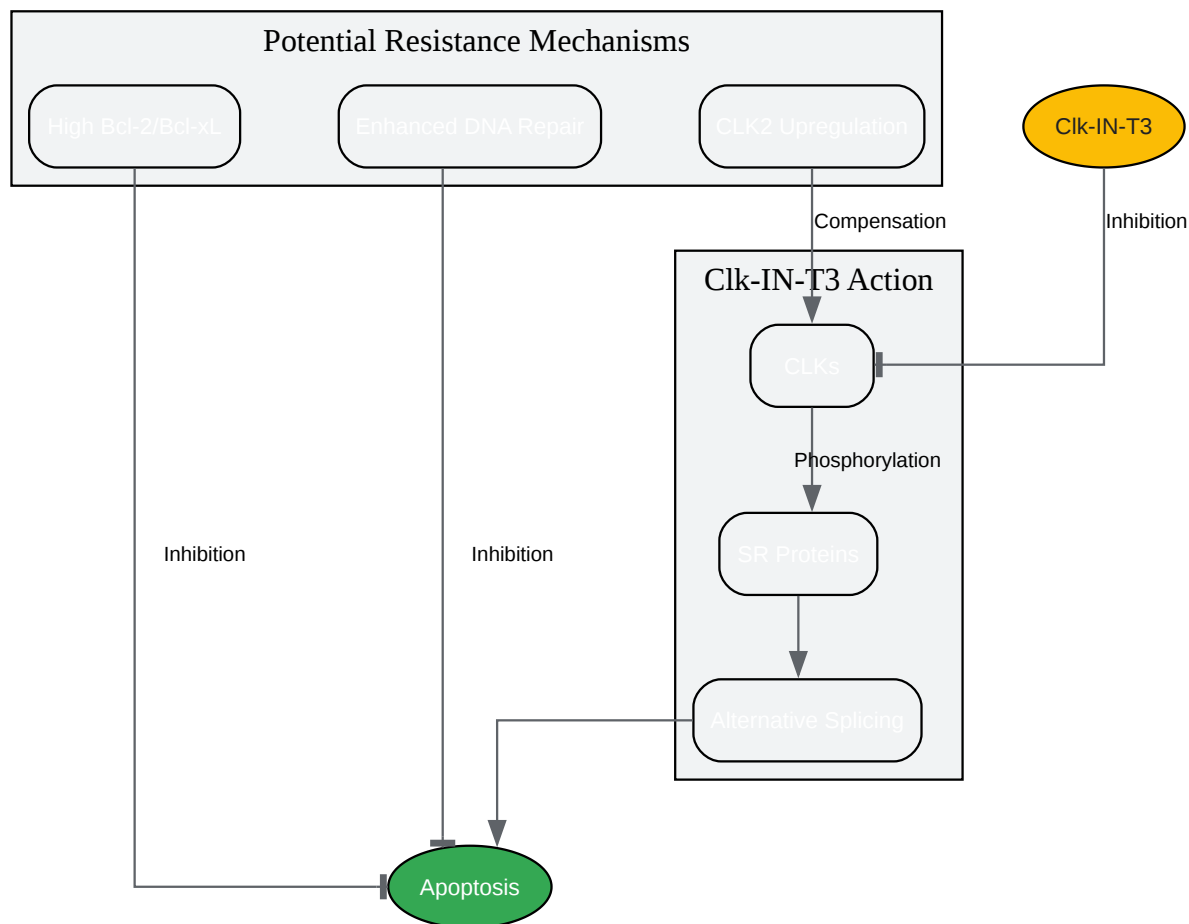 Potential Resistance Mechanisms
High Bcl-2/Bcl-xL
Enhanced DNA Repair
CLK2 Upregulation
Clk-IN-T3
Compensation
Inhibition
Clk-IN-T3 Action
CLKs
Phosphorylation
SR Proteins
Inhibition
Inhibition
Alternative Splicing
Apoptosis